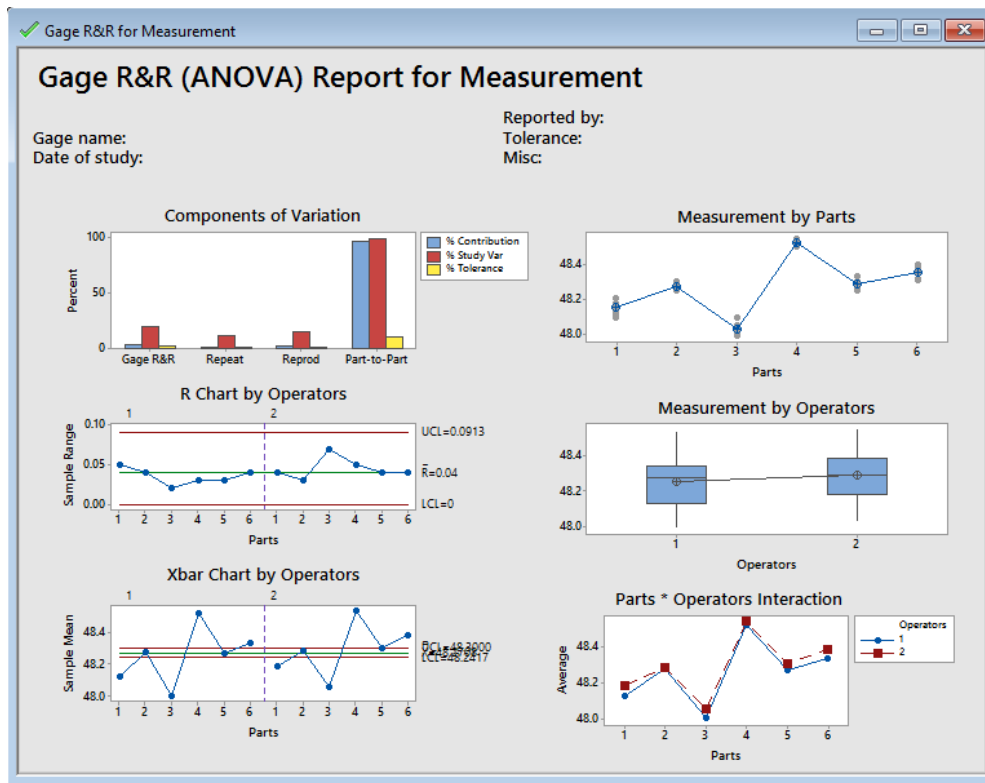 Gage R&R for Measurement
Gage R&R (ANOVA) Report for Measurement
Gage name:
Date of study:
Reported by:
Tolerance:
Misc:
Components of Variation
100
50
0
Percent
Gage R&R Repeat Reprod Part-to-Part
% Contribution
% Study Var
% Tolerance
R Chart by Operators
1 2
0.10
0.05
0.00
Sample Range
UCL=0.0913
R=0.04
LCL=0
1 2 3 4 5 6 1 2 3 4 5 6
Parts
Xbar Chart by Operators
1 2
48.4
48.2
48.0
Sample Mean
UCL=48.3000
LCL=48.2417
1 2 3 4 5 6 1 2 3 4 5 6
Parts
Measurement by Parts
48.4
48.2
48.0
1 2 3 4 5 6
Parts
Measurement by Operators
48.4
48.2
48.0
1 2
Operators
Parts * Operators Interaction
48.4
48.2
48.0
Average
1 2 3 4 5 6
Parts
Operators
1
2